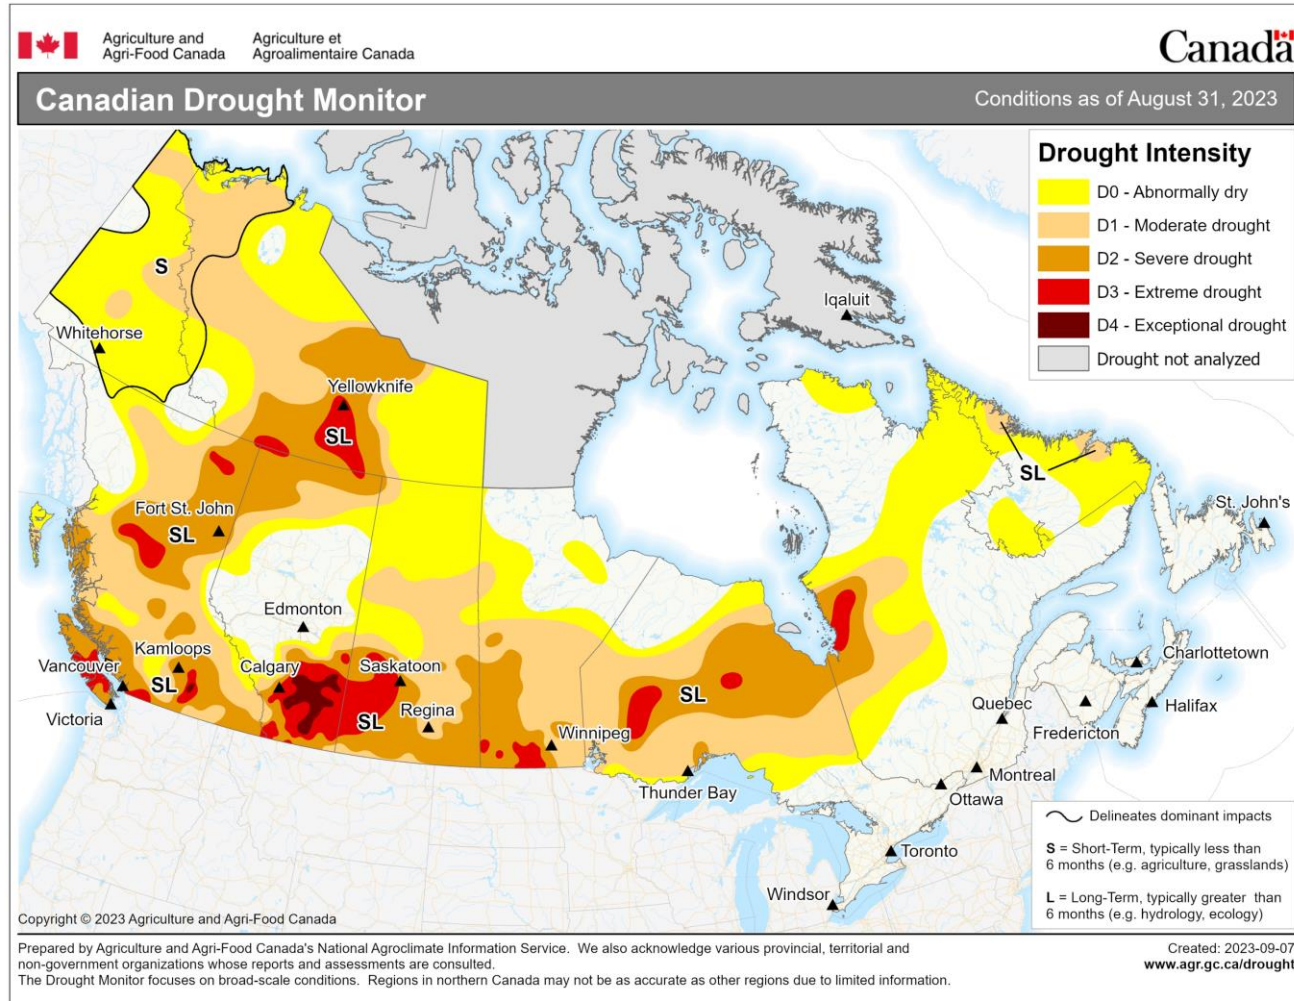 Agriculture and
Agri-Food Canada
Agriculture et
Agroalimentaire Canada
Canada
Canadian Drought Monitor
Conditions as of August 31, 2023
Drought Intensity
D0 - Abnormally dry
D1 - Moderate drought
D2 - Severe drought
D3 - Extreme drought
D4 - Exceptional drought
Drought not analyzed
S
Iqaluit
Whitehorse
Yellowknife
SL
SL
Fort St. John
SL
St. John's
Edmonton
Kamloops
Vancouver
Calgary
Saskatoon
SL
SL
Charlottetown
Victoria
Regina
SL
Quebec
Halifax
Winnipeg
Fredericton
Thunder Bay
Montreal
Ottawa
Toronto
Windsor
Delineates dominant impacts
S = Short-Term, typically less than
6 months (e.g. agriculture, grasslands)
L = Long-Term, typically greater than
6 months (e.g. hydrology, ecology)
Copyright © 2023 Agriculture and Agri-Food Canada
Prepared by Agriculture and Agri-Food Canada's National Agroclimate Information Service. We also acknowledge various provincial, territorial and
non-government organizations whose reports and assessments are consulted.
The Drought Monitor focuses on broad-scale conditions. Regions in northern Canada may not be as accurate as other regions due to limited information.
Created: 2023-09-07
www.agr.gc.ca/drought